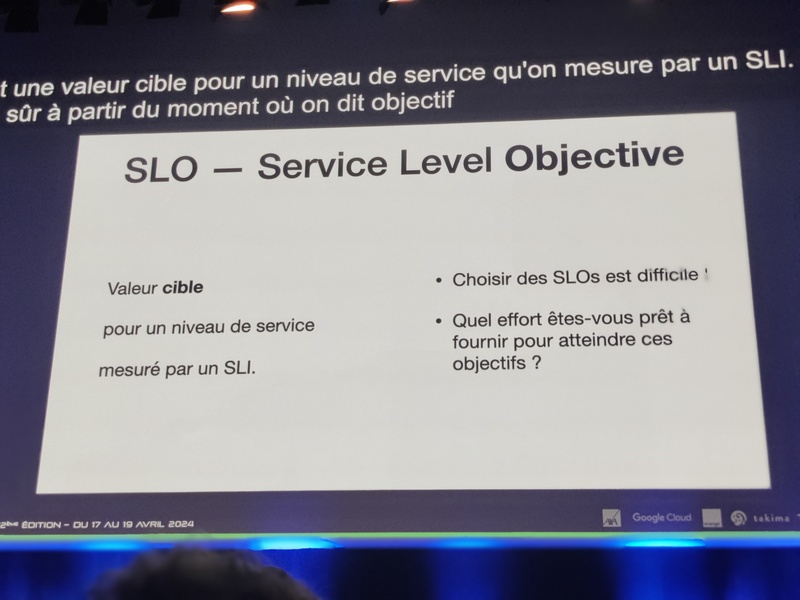 t une valeur cible pour un niveau de service qu'on mesure par un SLI.
sûr à partir du moment où on dit objectif
SLO — Service Level Objective
Valeur cible
pour un niveau de service
mesuré par un SLI.
• Choisir des SLOs est difficile !
• Quel effort êtes-vous prêt à
fournir pour atteindre ces
objectifs ?
2ème ÉDITION - DU 17 AU 19 AVRIL 2024
AXA
Google Cloud
orange
takima